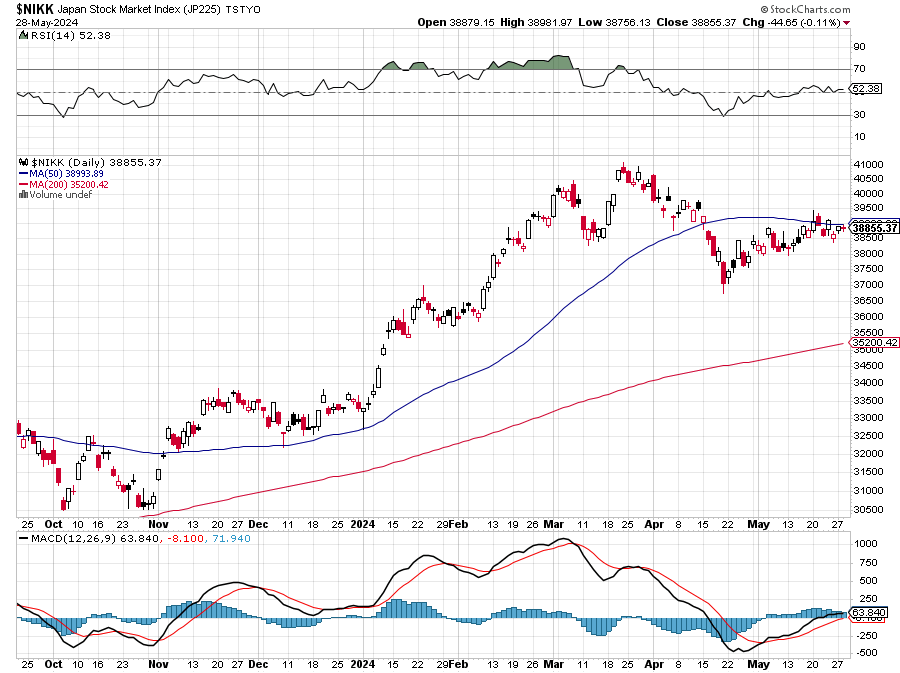 $NIKK Japan Stock Market Index (JP225) TSTYO
© StockCharts.com
28-May-2024
Open 38879.15 High 38981.97 Low 38756.13 Close 38855.37 Chg -44.65 (-0.11%)
RSI(14) 52.38
90
70
52.38
30
10
$NIKK (Daily) 38855.37
MA(50) 38993.89
MA(200) 35200.42
Volume undef
41000
40500
40000
39500
38855.37
38500
38000
37500
37000
36500
36000
35500
35200.42
35000
34500
34000
33500
33000
32500
32000
31500
31000
30500
25 Oct 10 16 23 Nov 13 20 27 Dec 11 18 25 2024 15 22 29 Feb 13 19 26 Mar 11 18 25 Apr 8 15 22 May 13 20 27
MACD(12,26,9) 63.840, -8.100, 71.940
1000
750
500
250
63.840
-250
-500
25 Oct 10 16 23 Nov 13 20 27 Dec 11 18 25 2024 15 22 29 Feb 13 19 26 Mar 11 18 25 Apr 8 15 22 May 13 20 27